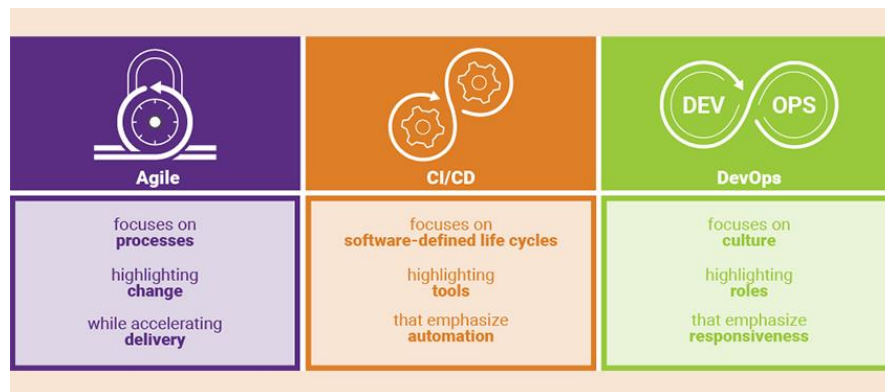 Agile
focuses on
processes
highlighting
change
while accelerating
delivery
CI/CD
focuses on
software-defined life cycles
highlighting
tools
that emphasize
automation
DEV OPS
DevOps
focuses on
culture
highlighting
roles
that emphasize
responsiveness